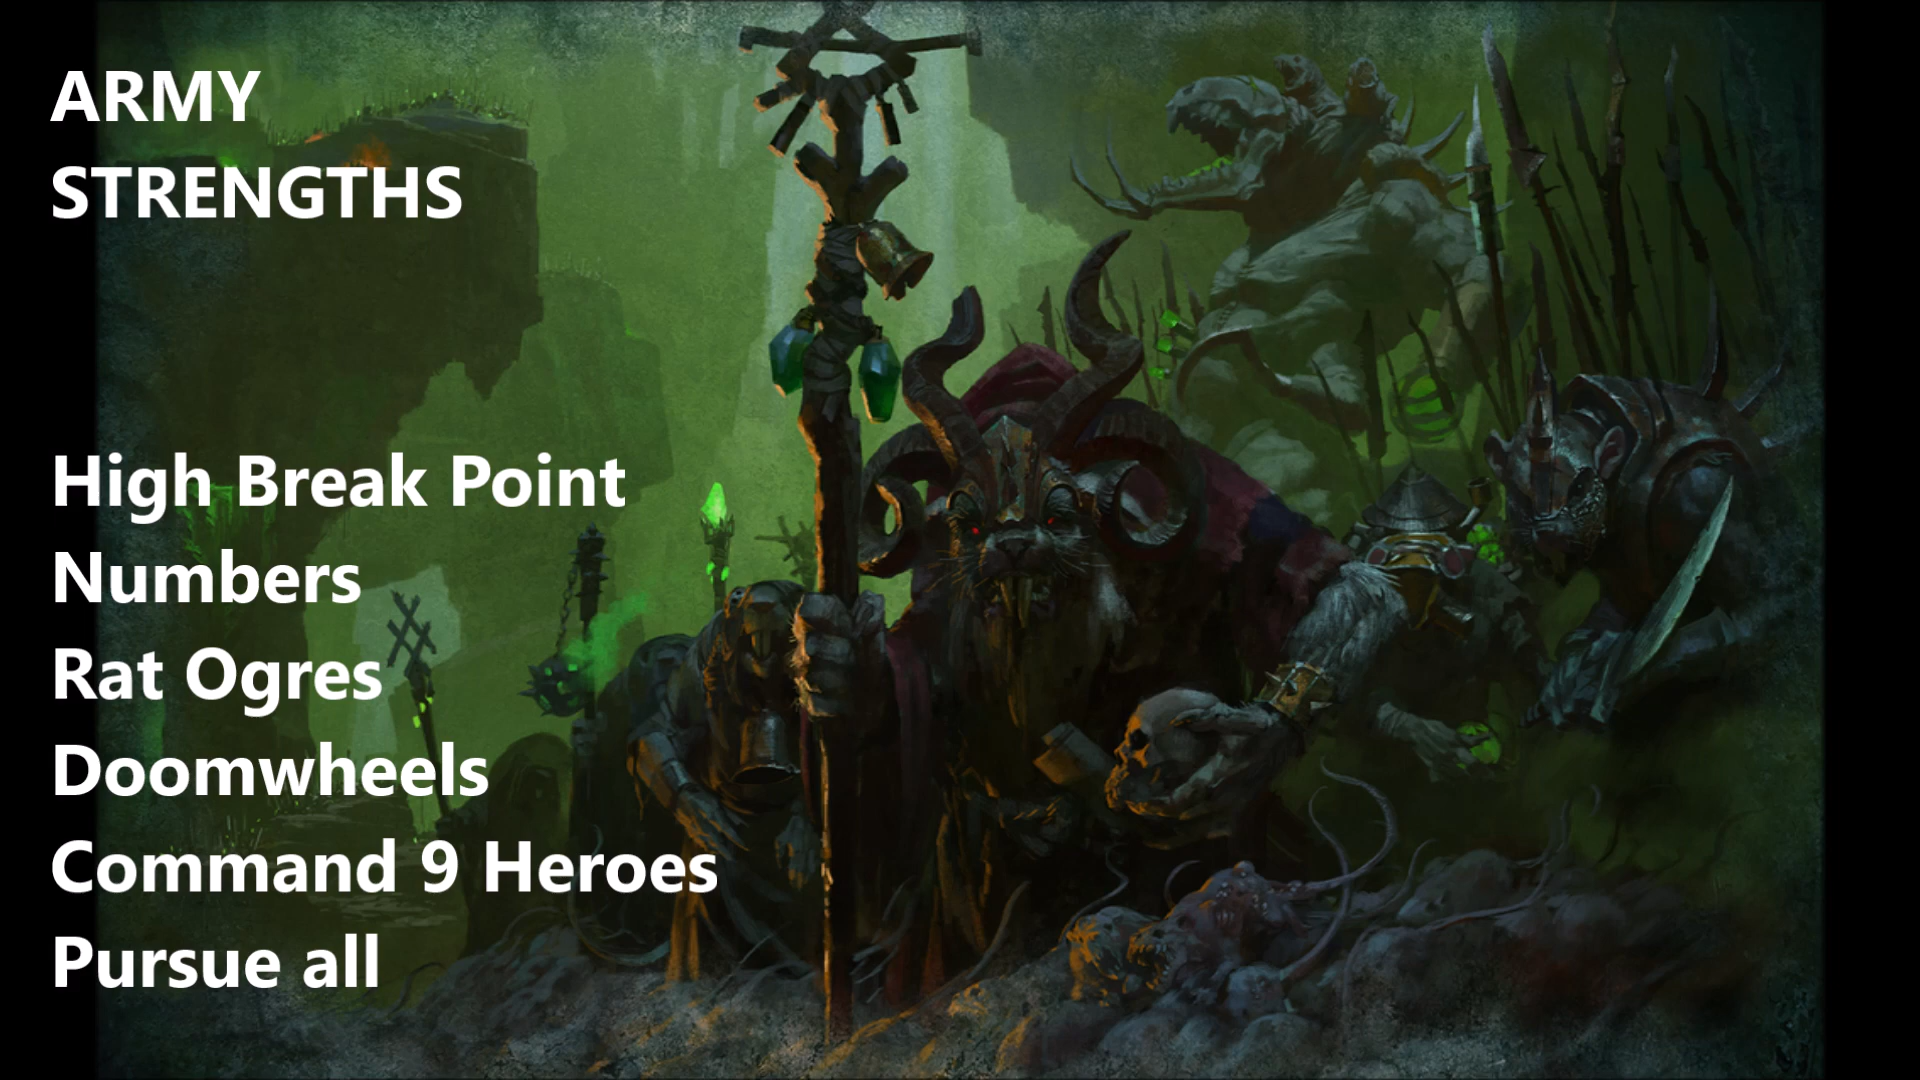 ARMY
STRENGTHS
High Break Point
Numbers
Rat Ogres
Doomwheels
Command 9 Heroes
Pursue all